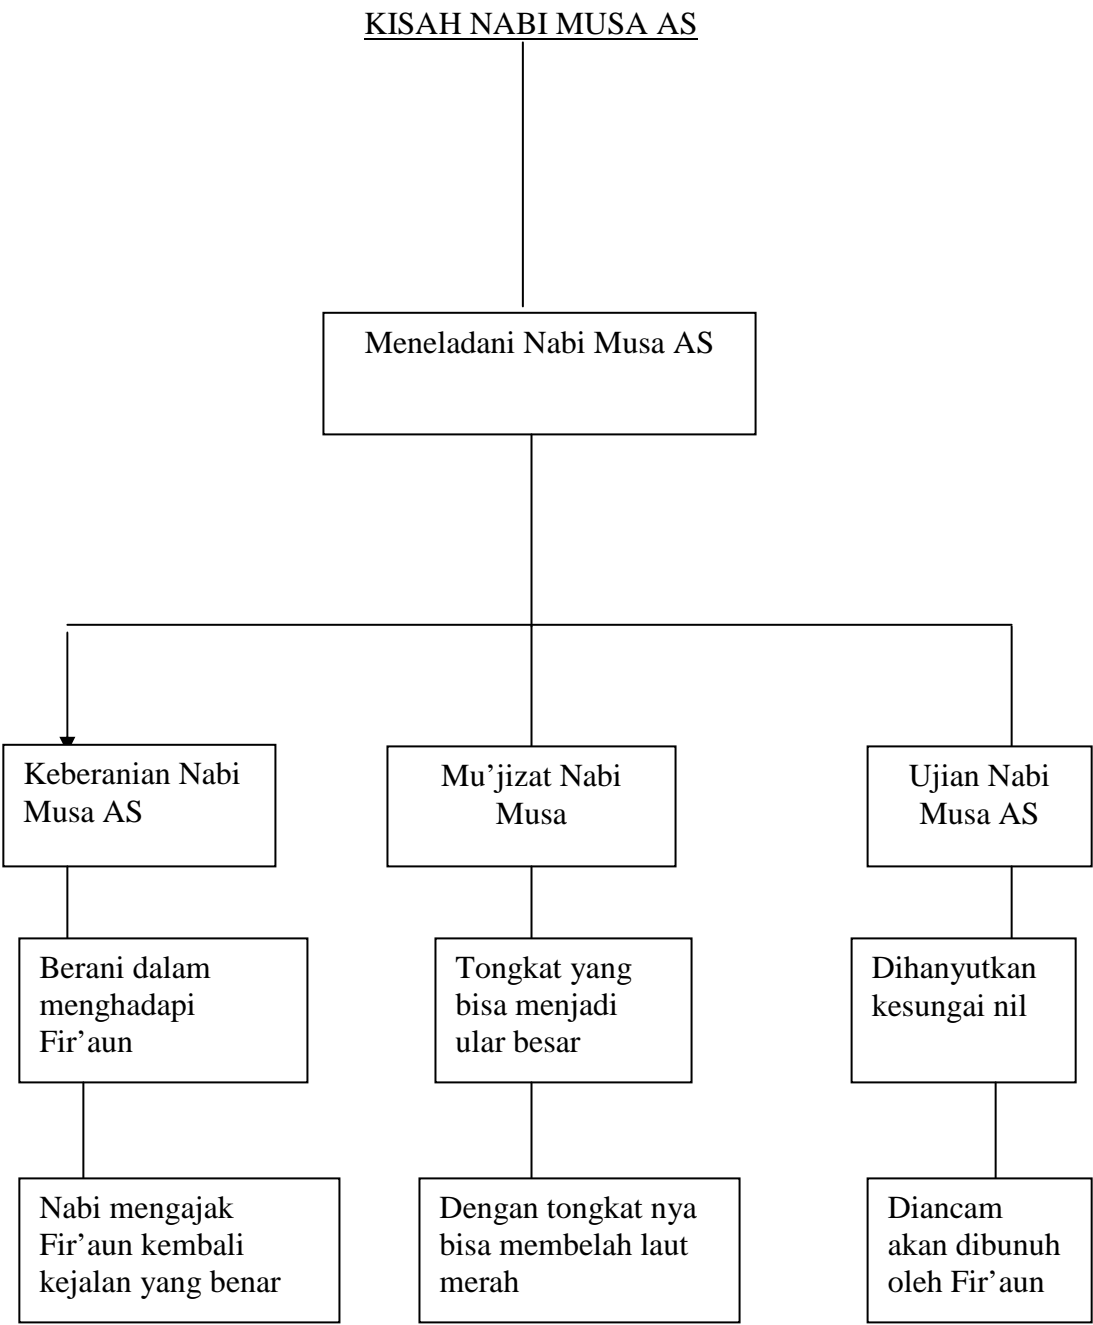 KISAH NABI MUSA AS
Meneladani Nabi Musa AS
Keberanian Nabi
Musa AS
Mu’jizat Nabi
Musa
Ujian Nabi
Musa AS
Berani dalam
menghadapi
Fir’aun
Tongkat yang
bisa menjadi
ular besar
Dihanyutkan
kesungai nil
Nabi mengajak
Fir’aun kembali
kejalan yang benar
Dengan tongkat nya
bisa membelah laut
merah
Diancam
akan dibunuh
oleh Fir’aun